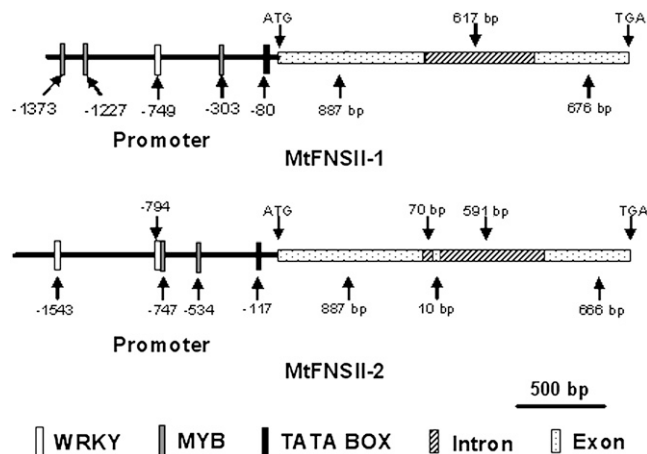 ATG 617 bp TGA
-1373 -1227 -749 -303 -80 887 bp 676 bp
Promoter
MtFNSII-1
-794 ATG 70 bp 591 bp TGA
-1543 -747 -534 -117 887 bp 10 bp 666 bp
Promoter
MtFNSII-2
500 bp
WRKY MYB TATA BOX Intron Exon